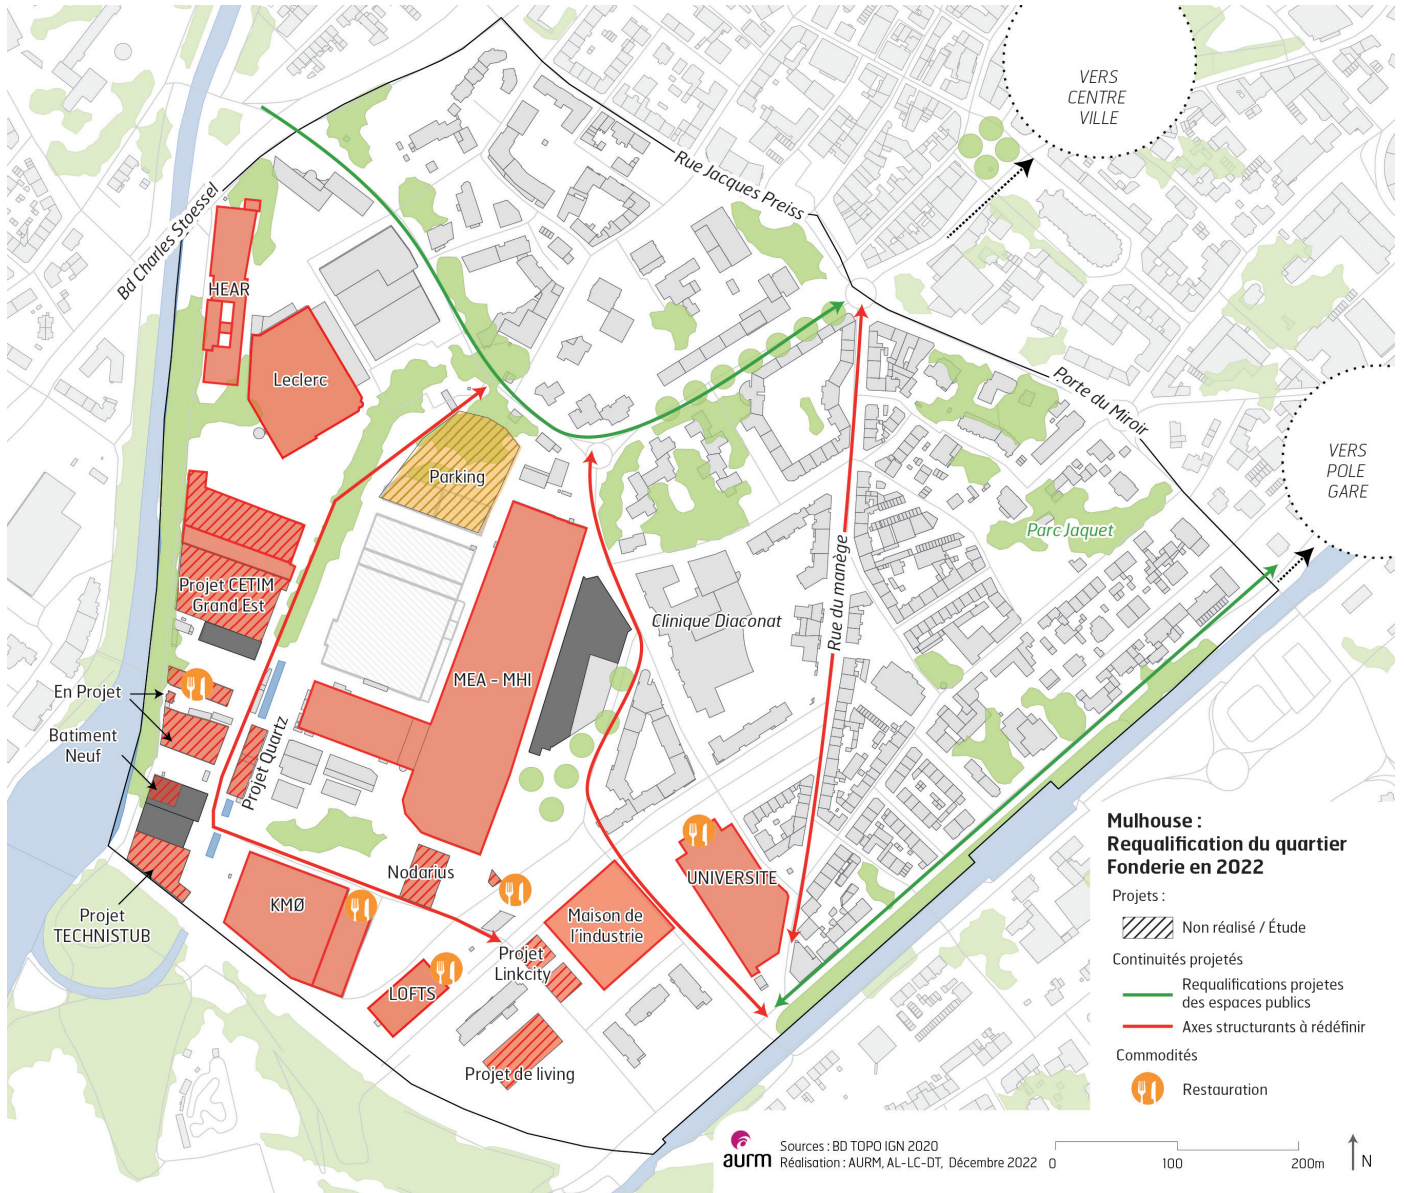 VERS
CENTRE
VILLE
Rue Jacques Preiss
Bd Charles Stoessel
HEAR
Leclerc
Porte du Miroir
VERS
POLE
GARE
Parking
Parc Jaquet
Projet CETIM
Grand Est
Clinique Diaconat
Rue du manège
MEA - MHI
En Projet
Batiment
Neuf
Projet Quartz
Nodarius
UNIVERSITE
KMØ
Maison de
l'industrie
Projet
TECHNISTUB
Projet
Linkcity
LOFTS
Projet de living
Mulhouse :
Requalification du quartier
Fonderie en 2022
Projets :
Non réalisé / Étude
Continuités projetés
Requalifications projetes
des espaces publics
Axes structurants à rédéfinir
Commodités
Restauration
aurm
Sources : BD TOPO IGN 2020
Réalisation : AURM, AL-LC-DT, Décembre 2022
0 100 200m
N